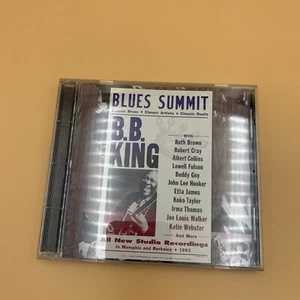 BLUES SUMMIT
Classic Blues • Classic Artists • Classic Duets
B.B.
KING
With
Ruth Brown
Robert Cray
Albert Collins
Lowell Fulson
Buddy Guy
John Lee Hooker
Etta James
Koko Taylor
Irma Thomas
Joe Louis Walker
Katie Webster
And More
All New Studio Recordings
In Memphis and Berkeley • 1993